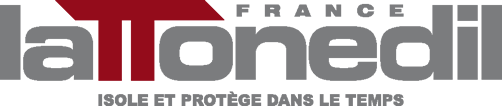 FRANCE
laTTonedil
ISOLE ET PROTÈGE DANS LE TEMPS